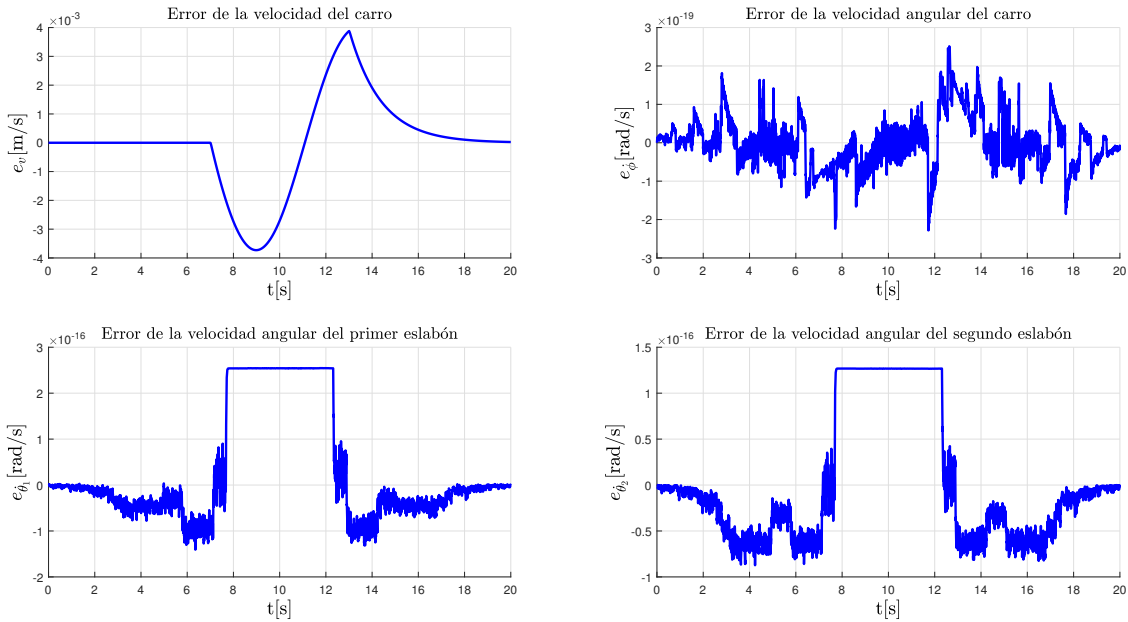 Error de la velocidad del carro
×10⁻³
4
3
2
1
0
-1
-2
-3
-4
e_v[m/s]
0 2 4 6 8 10 12 14 16 18 20
t[s]
Error de la velocidad angular del carro
×10⁻¹⁹
3
2
1
0
-1
-2
-3
e_φ̇[rad/s]
0 2 4 6 8 10 12 14 16 18 20
t[s]
Error de la velocidad angular del primer eslabón
×10⁻¹⁶
3
2
1
0
-1
-2
e_θ̇₁[rad/s]
0 2 4 6 8 10 12 14 16 18 20
t[s]
Error de la velocidad angular del segundo eslabón
×10⁻¹⁶
1.5
1
0.5
0
-0.5
-1
e_θ̇₂[rad/s]
0 2 4 6 8 10 12 14 16 18 20
t[s]